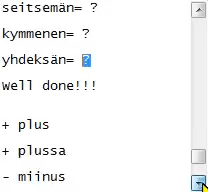 seitsemän= ?
kymmenen= ?
yhdeksän= ?
Well done!!!
+ plus
+ plussa
- miinus